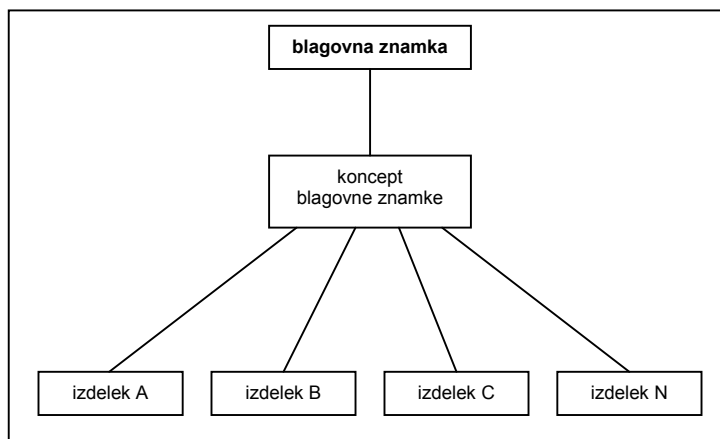 blagovna znamka
koncept
blagovne znamke
izdelek A
izdelek B
izdelek C
izdelek N